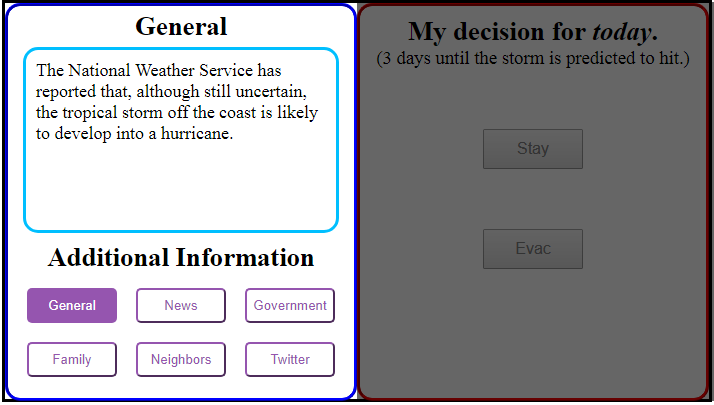 General
The National Weather Service has
reported that, although still uncertain,
the tropical storm off the coast is likely
to develop into a hurricane.
Additional Information
General News Government
Family Neighbors Twitter
My decision for today.
(3 days until the storm is predicted to hit.)
Stay
Evac